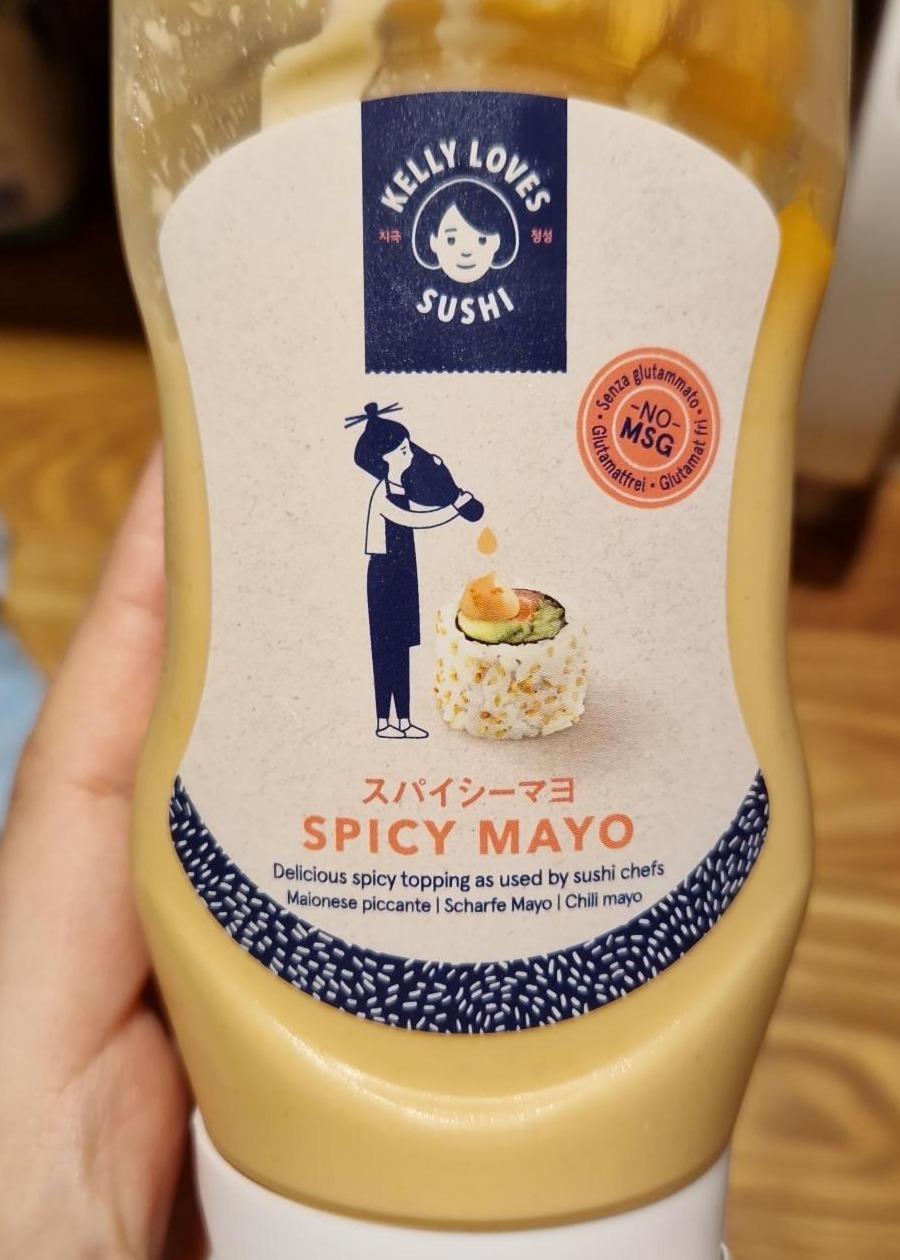 KELLY LOVES
지극 정성
SUSHI
Senza glutammato • Glutamat fri • Glutamatfrei •
-NO-
MSG
スパイシーマヨ
SPICY MAYO
Delicious spicy topping as used by sushi chefs
Maionese piccante | Scharfe Mayo | Chili mayo